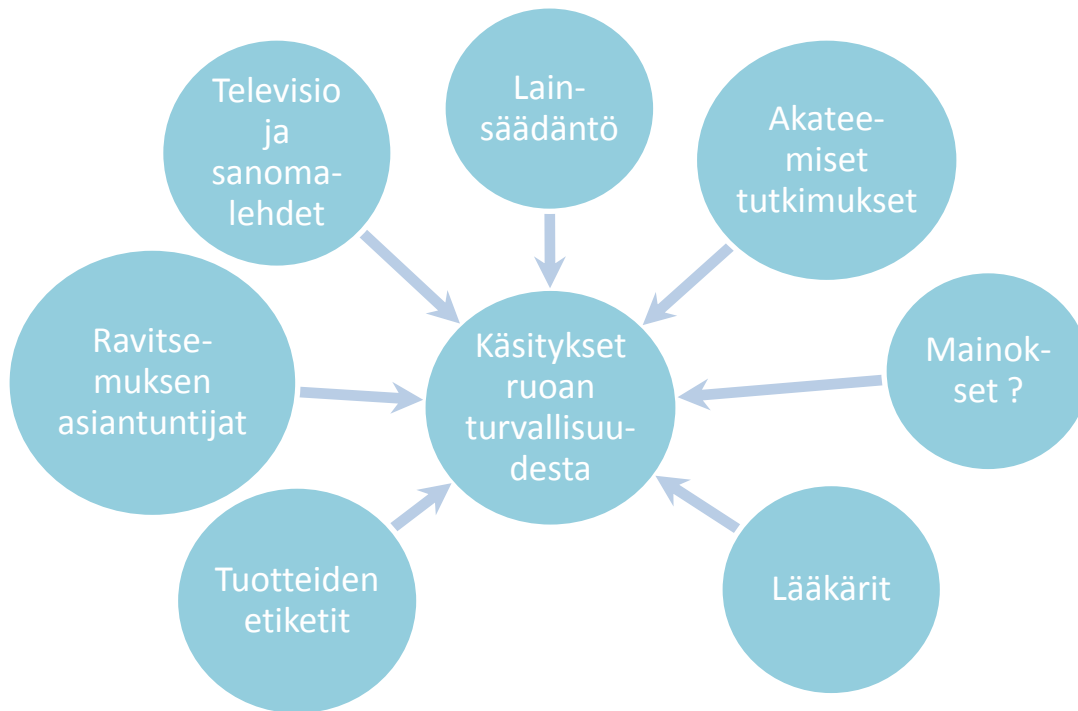 Televisio
ja
sanoma-
lehdet
Lain-
säädäntö
Akatee-
miset
tutkimukset
Ravitse-
muksen
asiantuntijat
Käsitykset
ruoan
turvallisuu-
desta
Mainok-
set ?
Tuotteiden
etiketit
Lääkärit